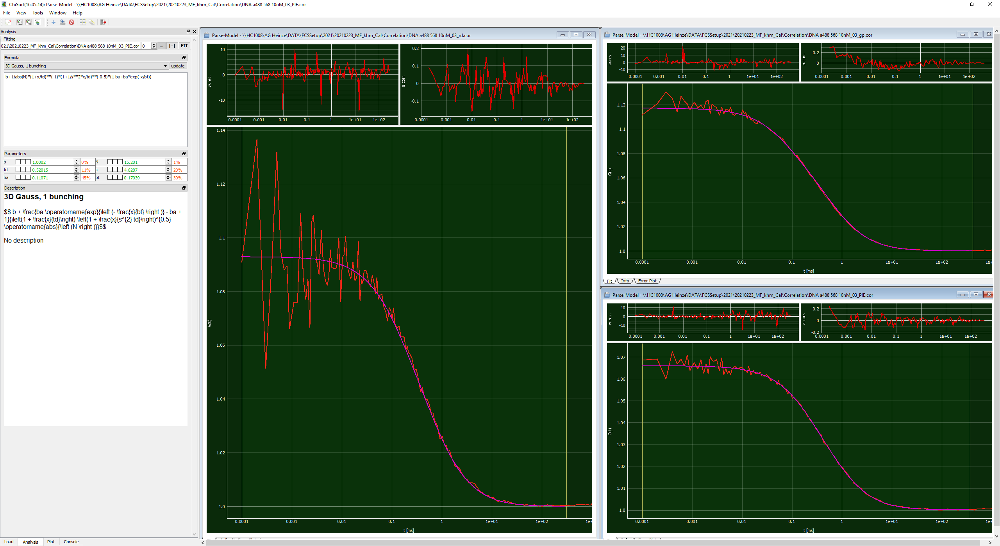 ChiSurf(16.05.14): Parse-Model - \\HC1008\AG Heinze\DATA\FCSSetup\2021\20210223_MF_khm_Cal\Correlation\DNA a488 568 10nM_03_PIE.cor
File View Tools Window Help
Analysis
Fitting
021\20210223_MF_khm_Cal\Correlation\DNA a488 568 10nM_03_PIE.cor 0 ... |-| FIT
Formula
3D Gauss, 1 bunching update
b+1/abs(N)*(1+x/td)**(-1)*(1+1/s**2*x/td)**(-0.5)*(1-ba+ba*exp(-x/bt))
Parameters
b 1.0002 0% N 15.201 1%
td 0.52015 11% s 4.6287 20%
ba 0.11071 45% bt 0.17039 39%
Description
3D Gauss, 1 bunching
$$ b + \frac{ba \operatorname{exp}{\left (- \frac{x}{bt} \right )} - ba +
1}{\left(1 + \frac{x}{td}\right) \left(1 + \frac{x}{s^{2} td}\right)^{0.5}
\operatorname{abs}{\left (N \right )}}$$
No description
Load Analysis Plot Console
Parse-Model - \\HC1008\AG Heinze\DATA\FCSSetup\2021\20210223_MF_khm_Cal\Correlation\DNA a488 568 10nM_03_rd.cor
w.res.
10
0
-10
0.0001 0.001 0.01 0.1 1 1e+01 1e+02
a.corr.
0.2
0.1
0
-0.1
0.0001 0.001 0.01 0.1 1 1e+01 1e+02
G(t)
1.14
1.12
1.1
1.08
1.06
1.04
1.02
1.0
0.0001 0.001 0.01 0.1 1 1e+01 1e+02 1e+
t [ms]
Parse-Model - \\HC1008\AG Heinze\DATA\FCSSetup\2021\20210223_MF_khm_Cal\Correlation\DNA a488 568 10nM_03_gp.cor
w.res.
20
10
0
-10
0.0001 0.001 0.01 0.1 1 1e+01 1e+02
a.corr.
0.2
0
0.0001 0.001 0.01 0.1 1 1e+01 1e+02
G(t)
1.12
1.1
1.08
1.06
1.04
1.02
1.0
0.0001 0.001 0.01 0.1 1 1e+01 1e+02 1e+
t [ms]
Fit Info Error-Plot
Parse-Model - \\HC1008\AG Heinze\DATA\FCSSetup\2021\20210223_MF_khm_Cal\Correlation\DNA a488 568 10nM_03_PIE.cor
w.res.
10
0
-10
0.0001 0.001 0.01 0.1 1 1e+01 1e+02
a.corr.
0.2
0
-0.2
0.0001 0.001 0.01 0.1 1 1e+01 1e+02
G(t)
1.07
1.06
1.05
1.04
1.03
1.02
1.01
1.0
0.0001 0.001 0.01 0.1 1 1e+01 1e+02 1e+
t [ms]